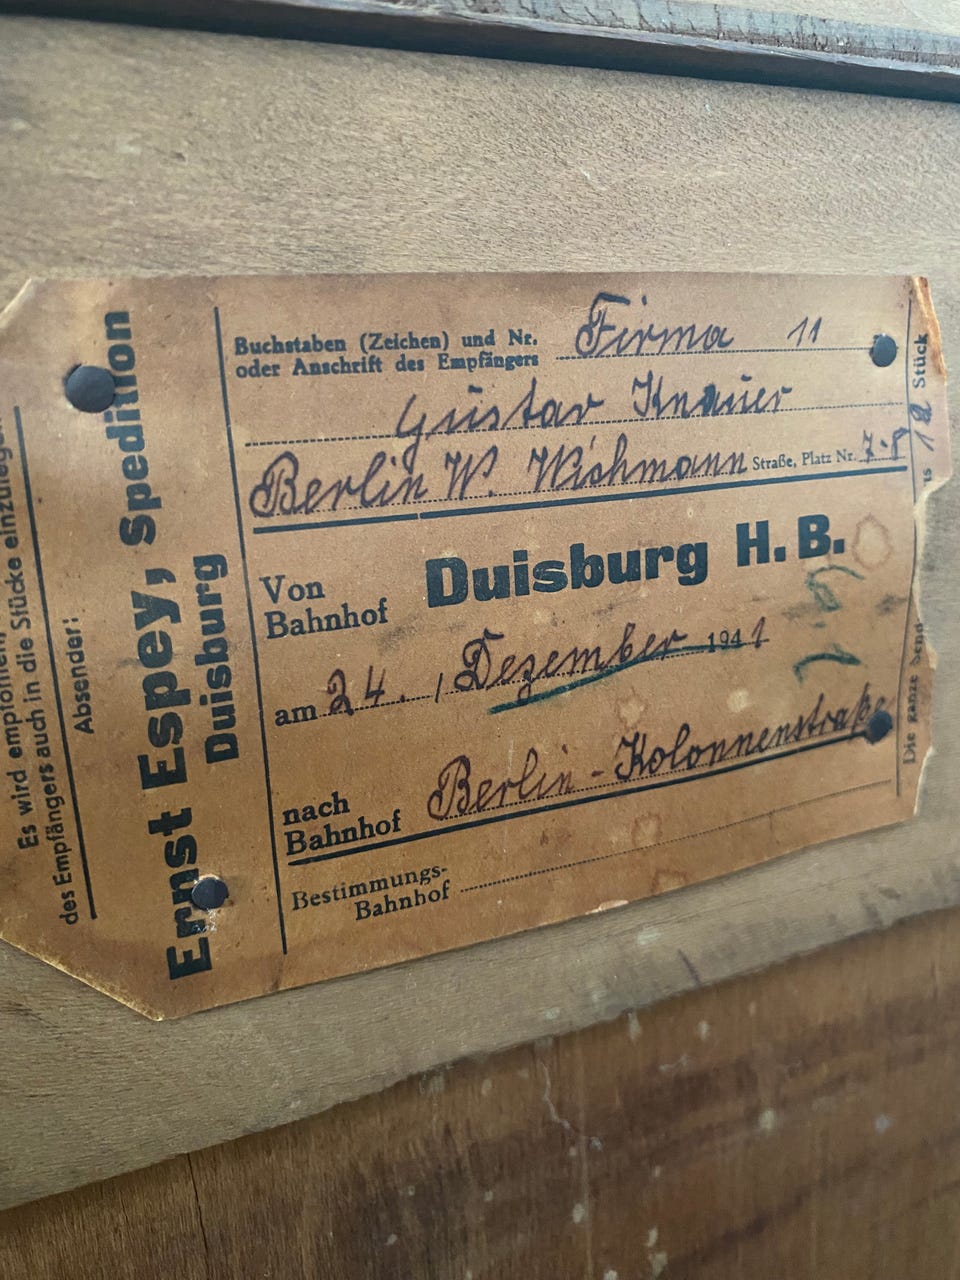 Es wird empfohlen,
des Empfängers auch in die Stücke einzulegen
Absender:
Ernst Espey, Spedition
Duisburg
Buchstaben (Zeichen) und Nr. Firma 11
oder Anschrift des Empfängers
Gustav Knauer
Berlin W. Wichmann Straße, Platz Nr. 7-8
Von
Bahnhof Duisburg H. B.
am 24. Dezember 1941
nach
Bahnhof Berlin-Kolonnenstraße
Bestimmungs-
Bahnhof
Die ganze Send
12 Stück